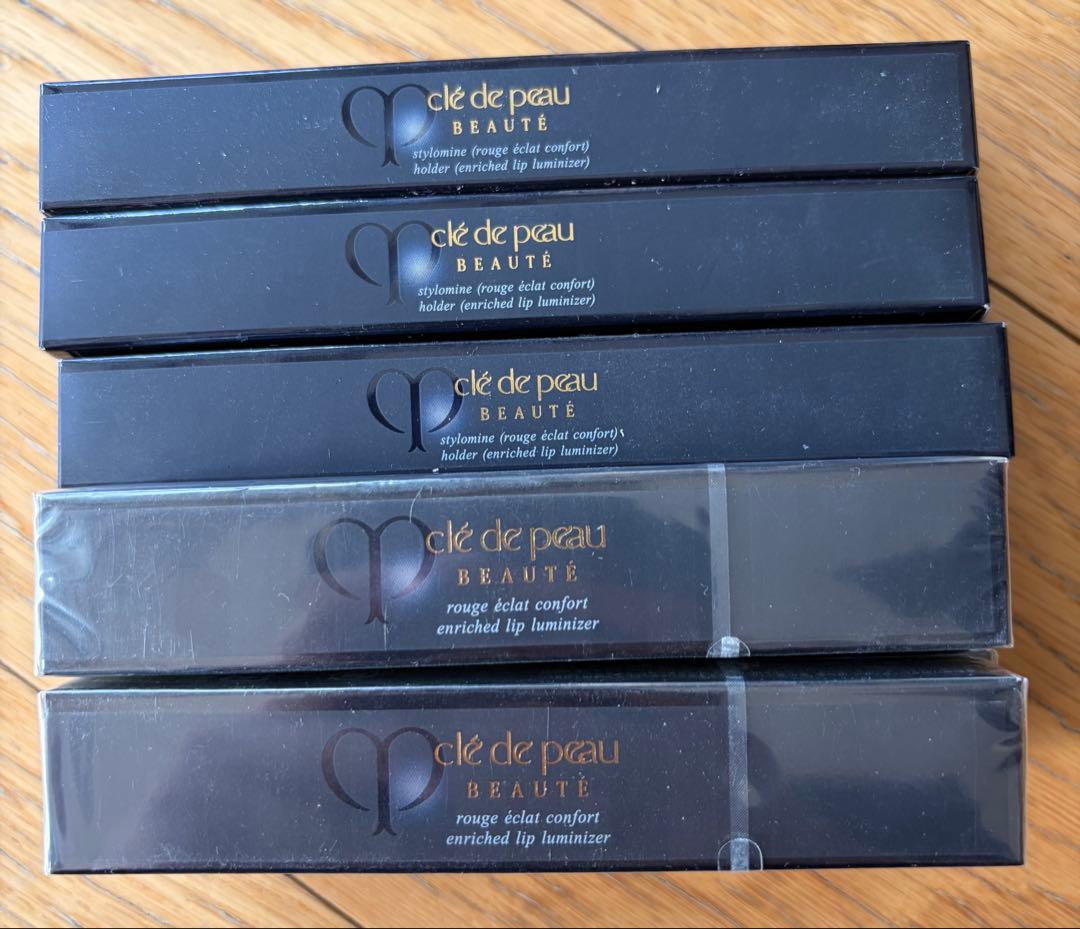 clé de peau
BEAUTÉ
stylomine (rouge éclat confort)
holder (enriched lip luminizer)
clé de peau
BEAUTÉ
stylomine (rouge éclat confort)
holder (enriched lip luminizer)
clé de peau
BEAUTÉ
stylomine (rouge éclat confort)
holder (enriched lip luminizer)
clé de peau
BEAUTÉ
rouge éclat confort
enriched lip luminizer
clé de peau
BEAUTÉ
rouge éclat confort
enriched lip luminizer